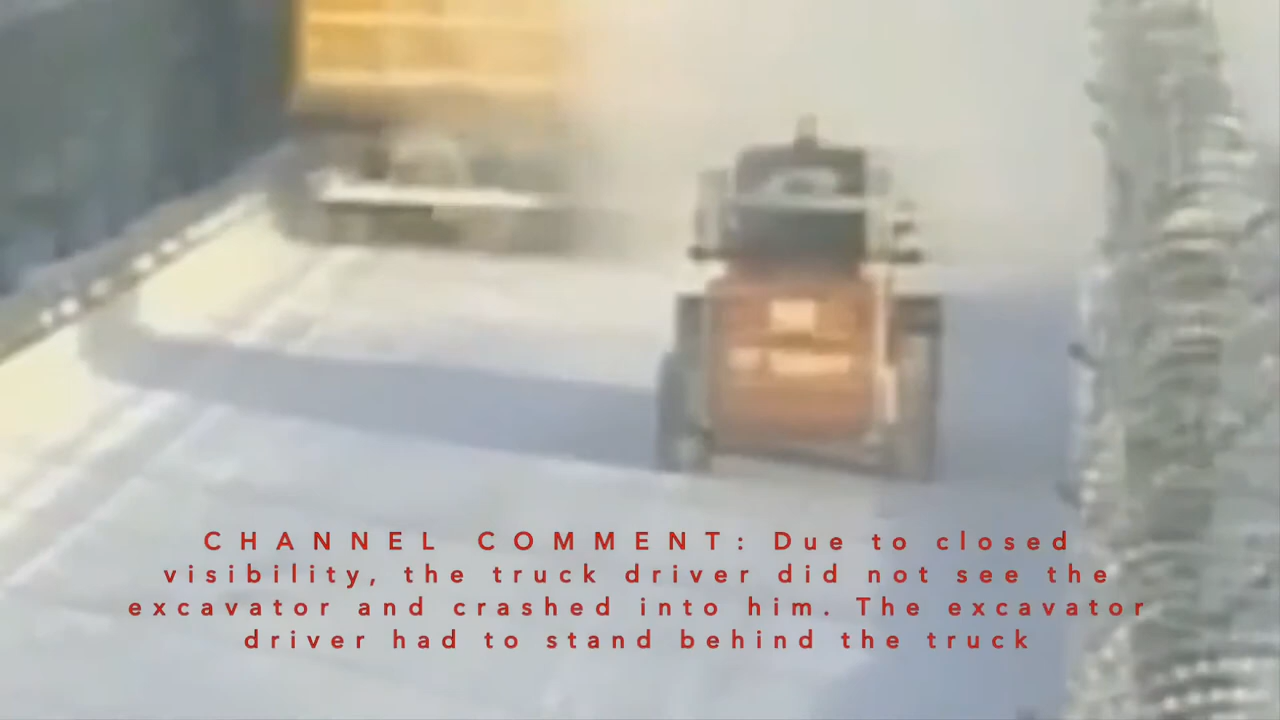 CHANNEL COMMENT: Due to closed
visibility, the truck driver did not see the
excavator and crashed into him. The excavator
driver had to stand behind the truck